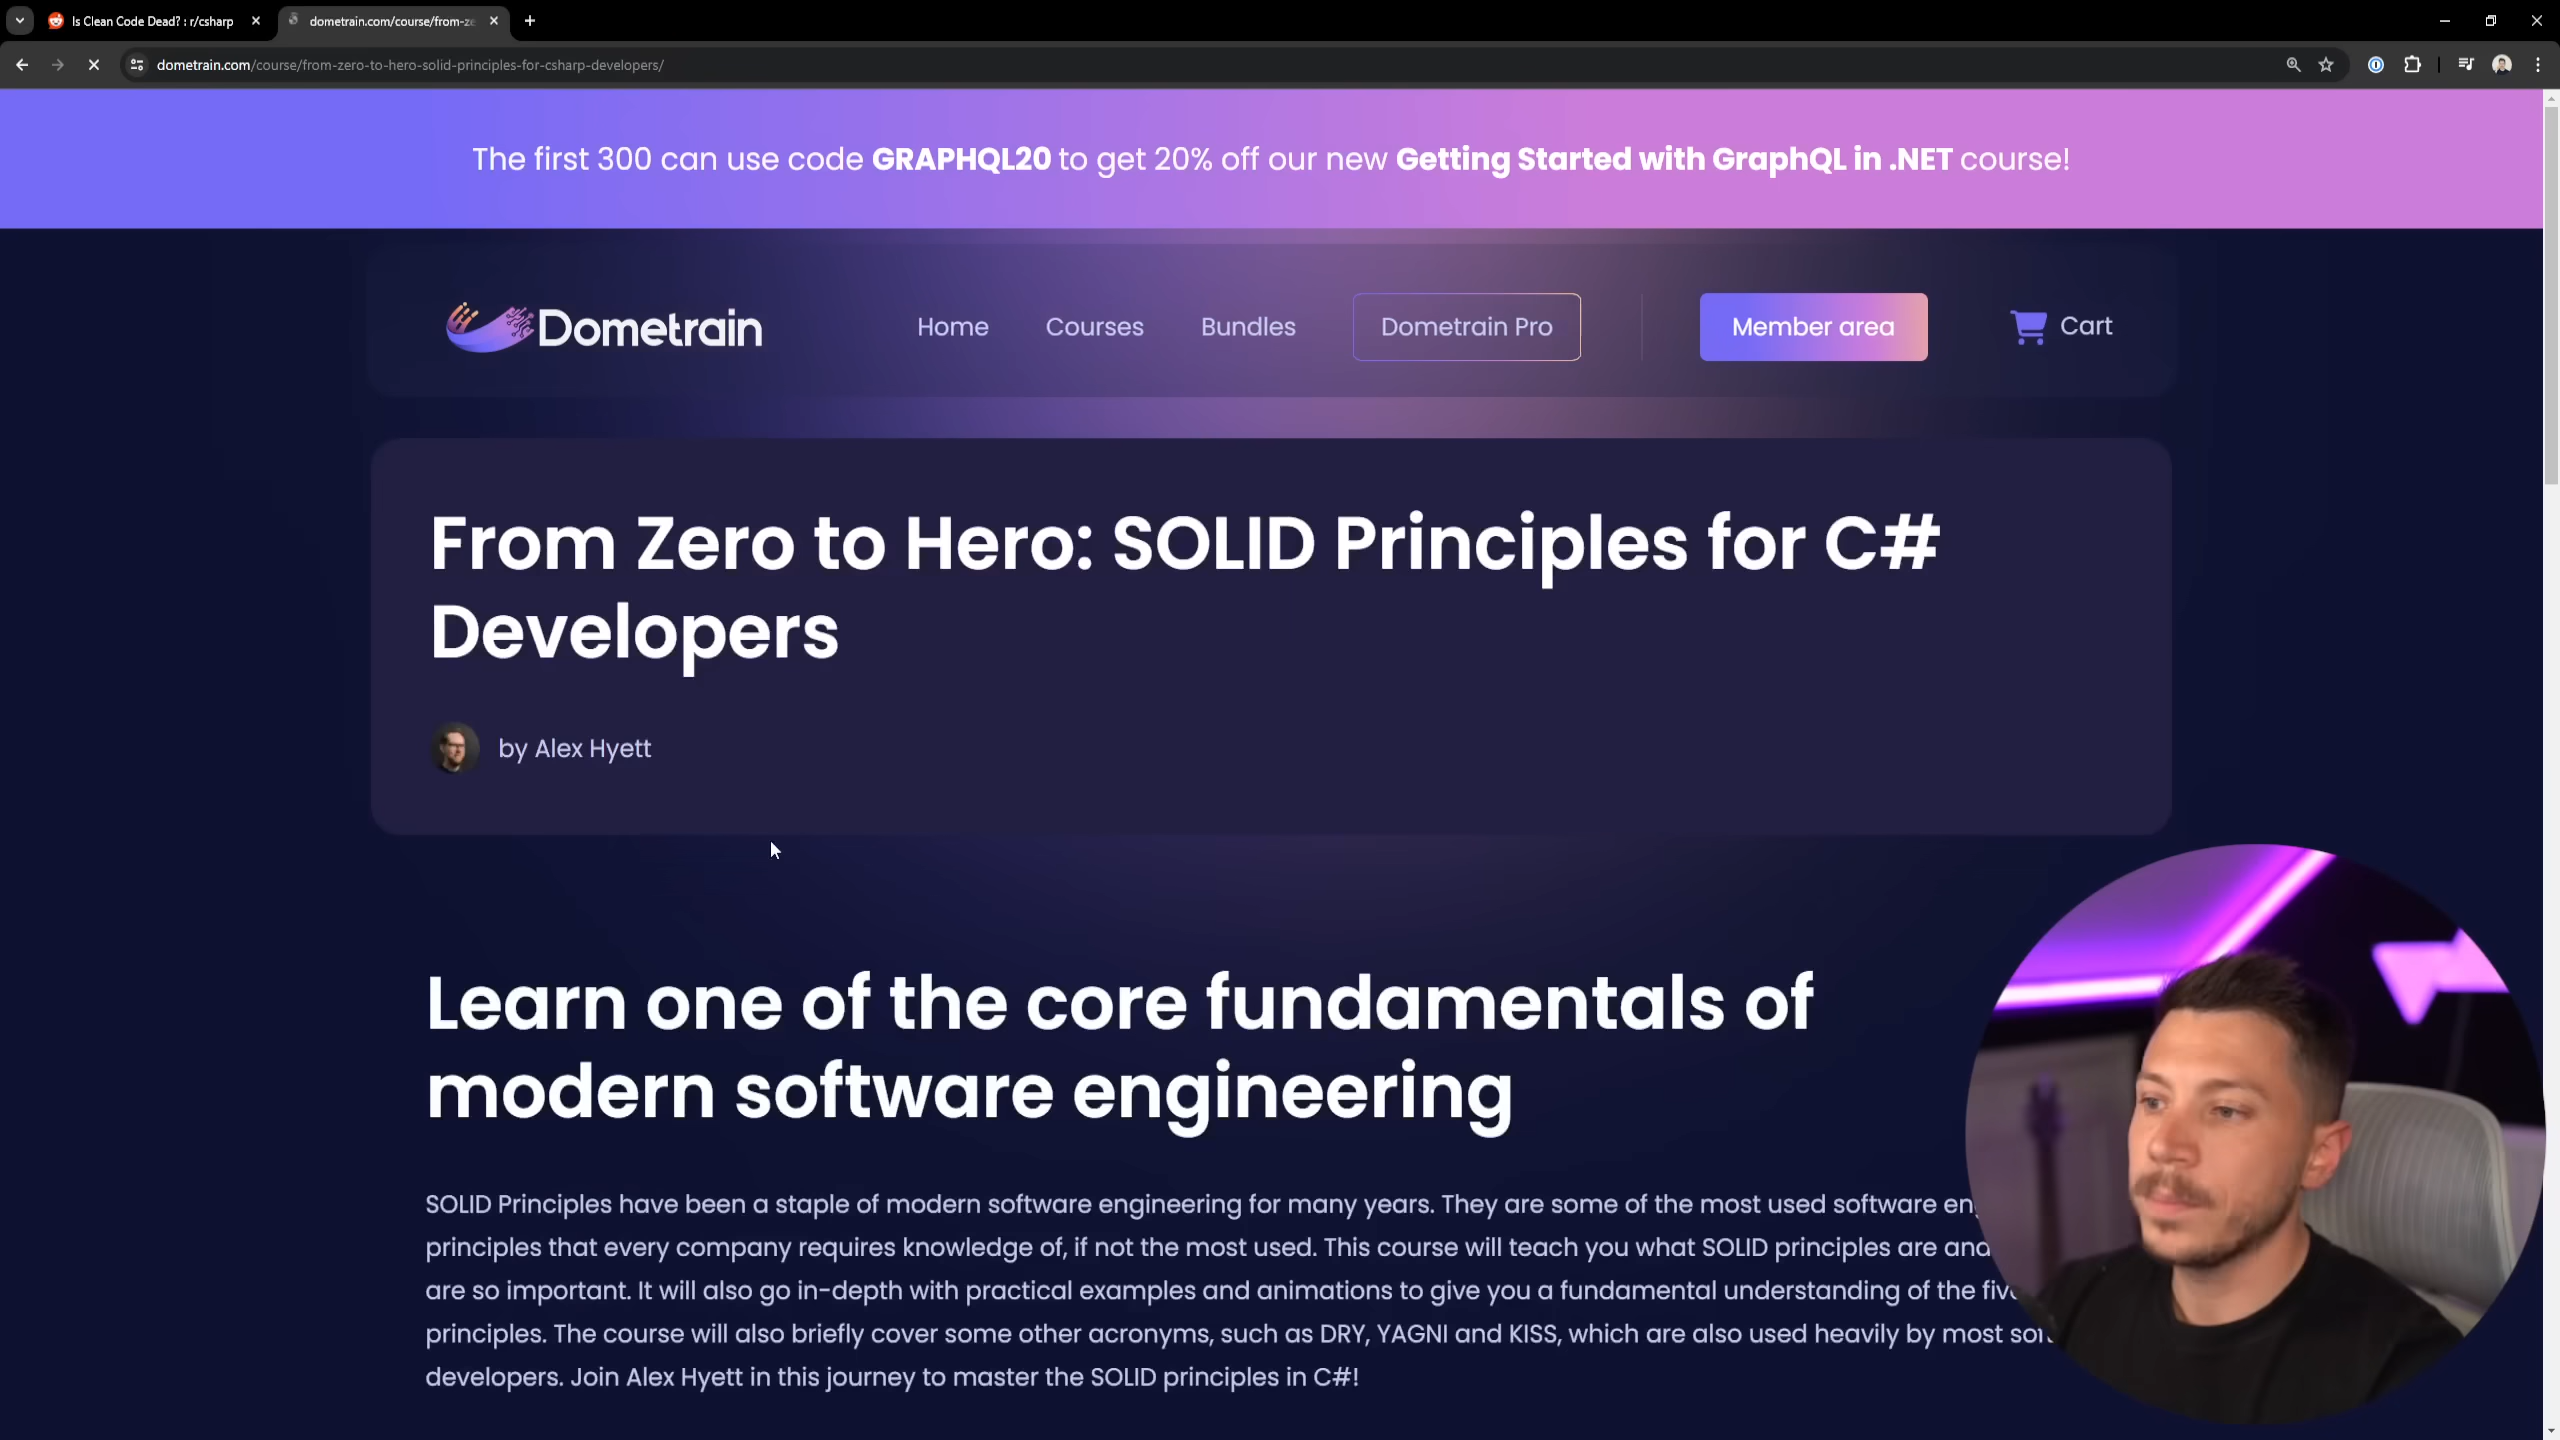 Is Clean Code Dead? : r/csharp
dometrain.com/course/from-ze
dometrain.com/course/from-zero-to-hero-solid-principles-for-csharp-developers/
The first 300 can use code GRAPHQL20 to get 20% off our new Getting Started with GraphQL in .NET course!
Dometrain
Home
Courses
Bundles
Dometrain Pro
Member area
Cart
From Zero to Hero: SOLID Principles for C#
Developers
by Alex Hyett
Learn one of the core fundamentals of
modern software engineering
SOLID Principles have been a staple of modern software engineering for many years. They are some of the most used software
principles that every company requires knowledge of, if not the most used. This course will teach you what SOLID principles are and
are so important. It will also go in-depth with practical examples and animations to give you a fundamental understanding of the
principles. The course will also briefly cover some other acronyms, such as DRY, YAGNI and KISS, which are also used heavily by most
developers. Join Alex Hyett in this journey to master the SOLID principles in C#!